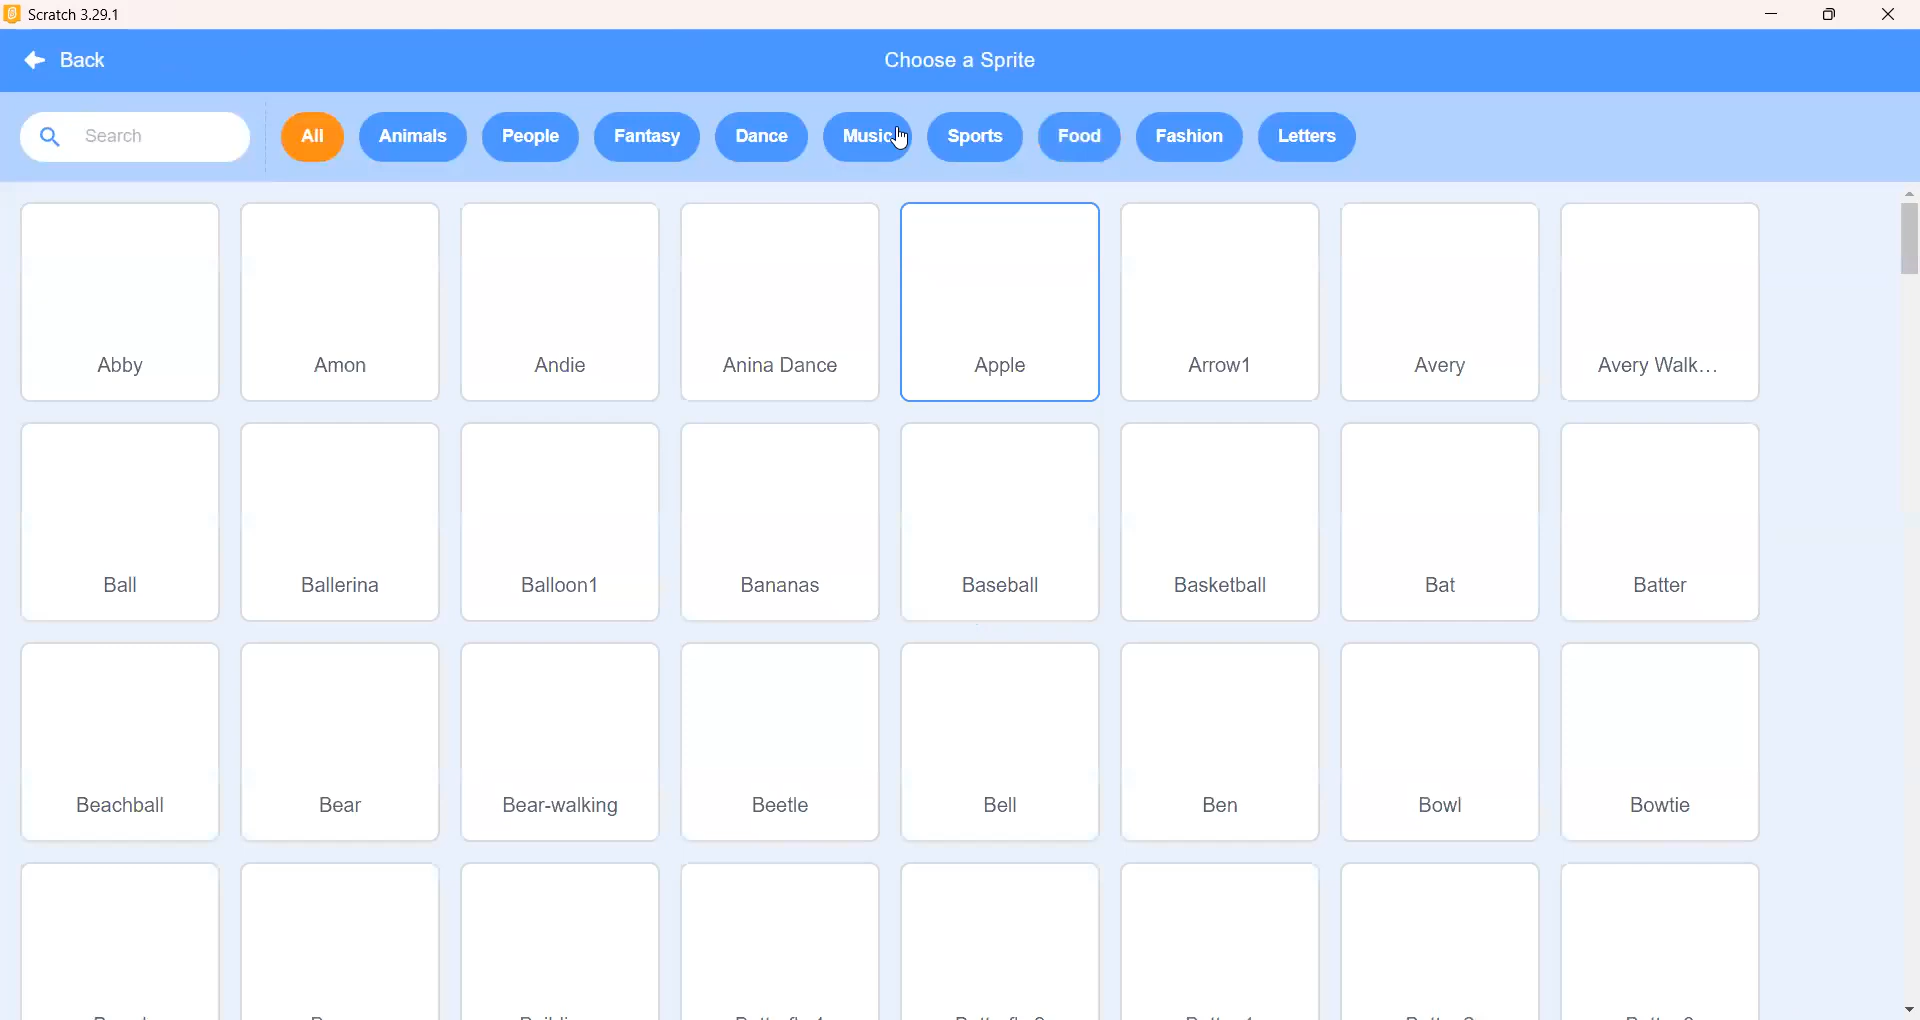 Scratch 3.29.1
Back
Choose a Sprite
Search
All Animals People Fantasy Dance Music Sports Food Fashion Letters
Abby Amon Andie Anina Dance Apple Arrow1 Avery Avery Walk...
Ball Ballerina Balloon1 Bananas Baseball Basketball Bat Batter
Beachball Bear Bear-walking Beetle Bell Ben Bowl Bowtie